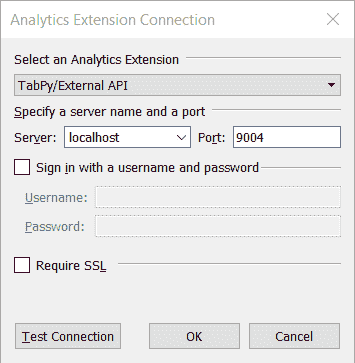 Analytics Extension Connection
Select an Analytics Extension
TabPy/External API
Specify a server name and a port
Server: localhost Port: 9004
Sign in with a username and password
Username:
Password:
Require SSL
Test Connection OK Cancel